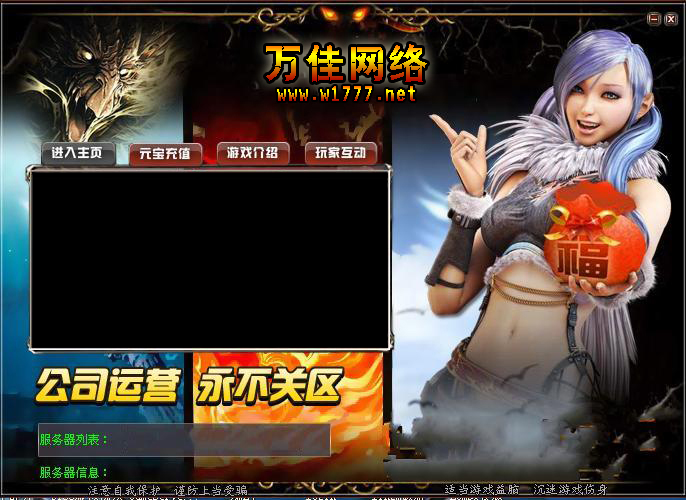 万佳网络
www.w1777.net
进入主页 元宝充值 游戏介绍 玩家互动
福
公司运营 永不关区
服务器列表：
服务器信息：
注意自我保护 谨防上当受骗 适当游戏益脑 沉迷游戏伤身